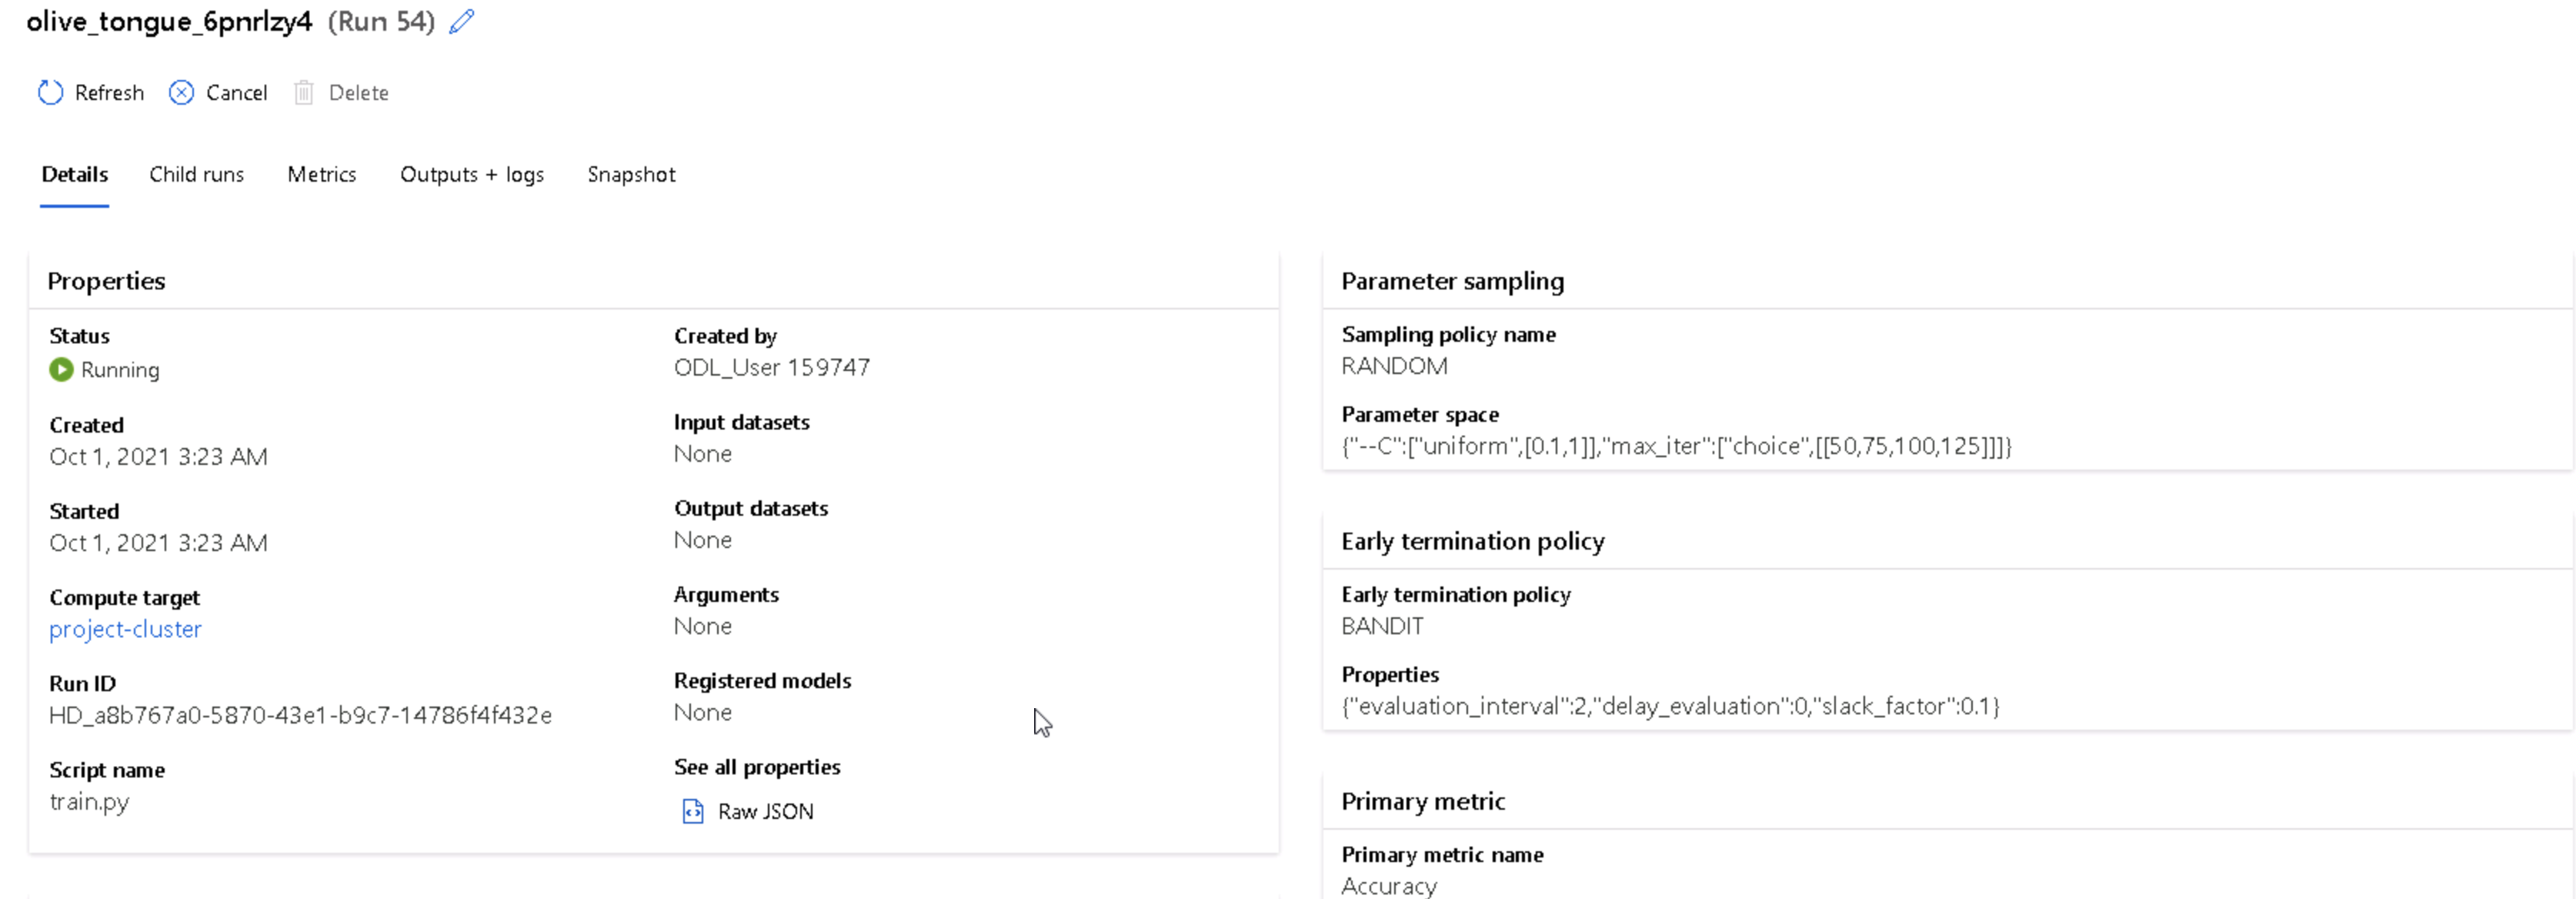 olive_tongue_6pnrlzy4 (Run 54)
Refresh Cancel Delete
Details Child runs Metrics Outputs + logs Snapshot
Properties
Status
Running
Created
Oct 1, 2021 3:23 AM
Started
Oct 1, 2021 3:23 AM
Compute target
project-cluster
Run ID
HD_a8b767a0-5870-43e1-b9c7-14786f4f432e
Script name
train.py
Created by
ODL_User 159747
Input datasets
None
Output datasets
None
Arguments
None
Registered models
None
See all properties
Raw JSON
Parameter sampling
Sampling policy name
RANDOM
Parameter space
{"--C":["uniform",[0.1,1]],"max_iter":["choice",[[50,75,100,125]]]}
Early termination policy
Early termination policy
BANDIT
Properties
{"evaluation_interval":2,"delay_evaluation":0,"slack_factor":0.1}
Primary metric
Primary metric name
Accuracy